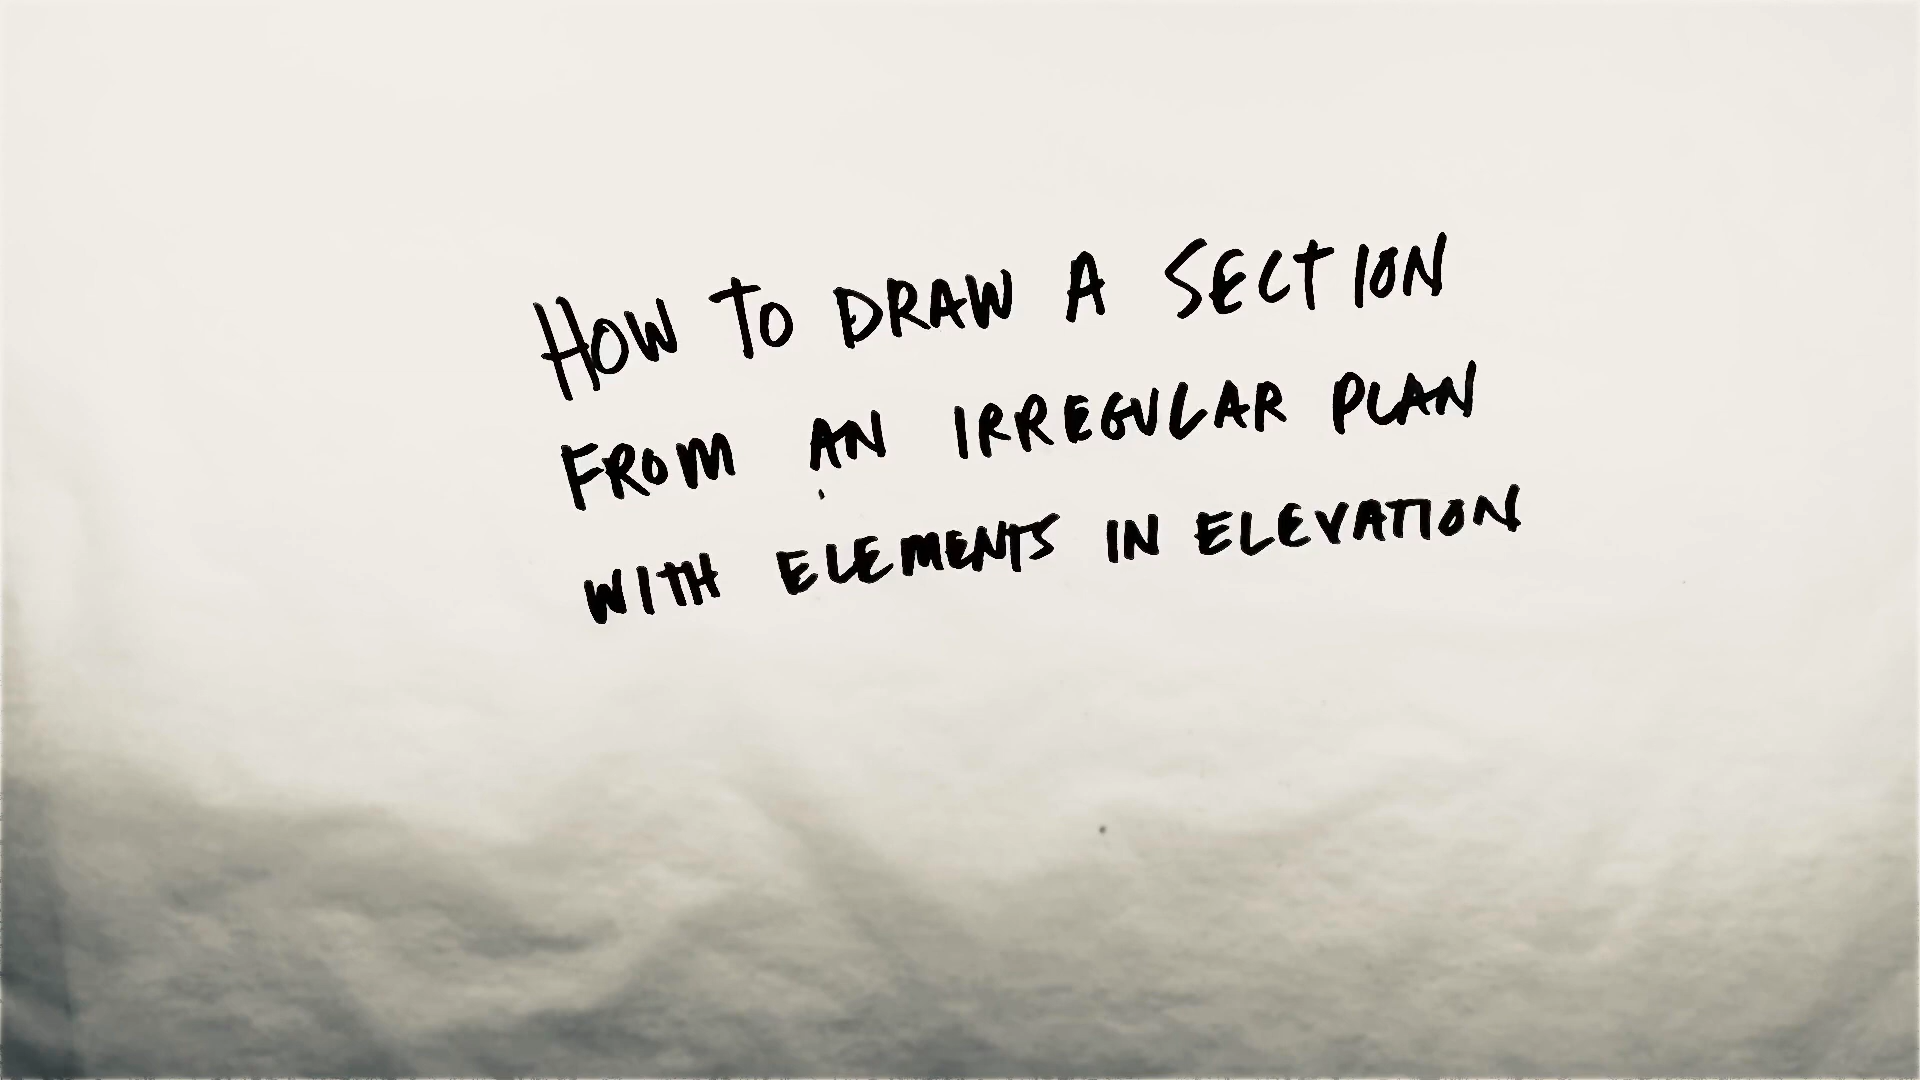 HOW TO DRAW A SECTION
FROM AN IRREGULAR PLAN
WITH ELEMENTS IN ELEVATION